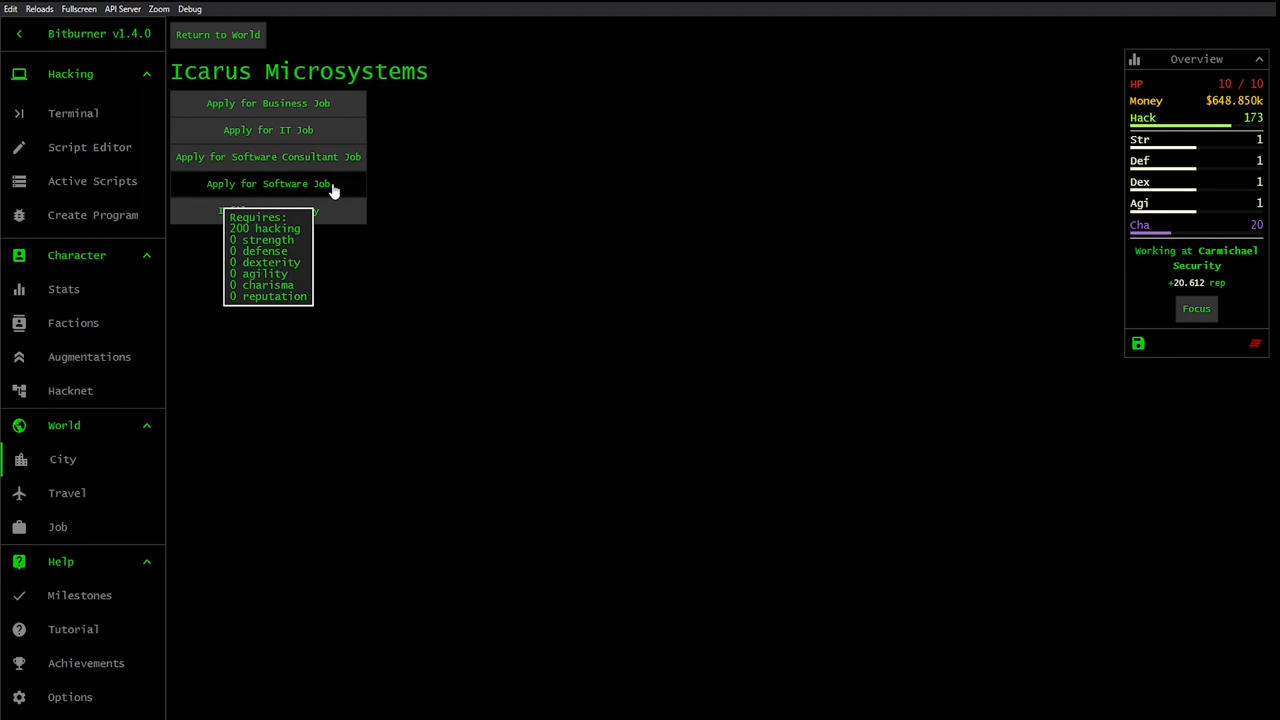 Edit Reloads Fullscreen API Server Zoom Debug
Bitburner v1.4.0
Hacking
Terminal
Script Editor
Active Scripts
Create Program
Character
Stats
Factions
Augmentations
Hacknet
World
City
Travel
Job
Help
Milestones
Tutorial
Achievements
Options
Return to World
Icarus Microsystems
Apply for Business Job
Apply for IT Job
Apply for Software Consultant Job
Apply for Software Job
Requires:
200 hacking
0 strength
0 defense
0 dexterity
0 agility
0 charisma
0 reputation
Overview
HP 10 / 10
Money $648.850k
Hack 173
Str 1
Def 1
Dex 1
Agi 1
Cha 20
Working at Carmichael
Security
+20.612 rep
Focus